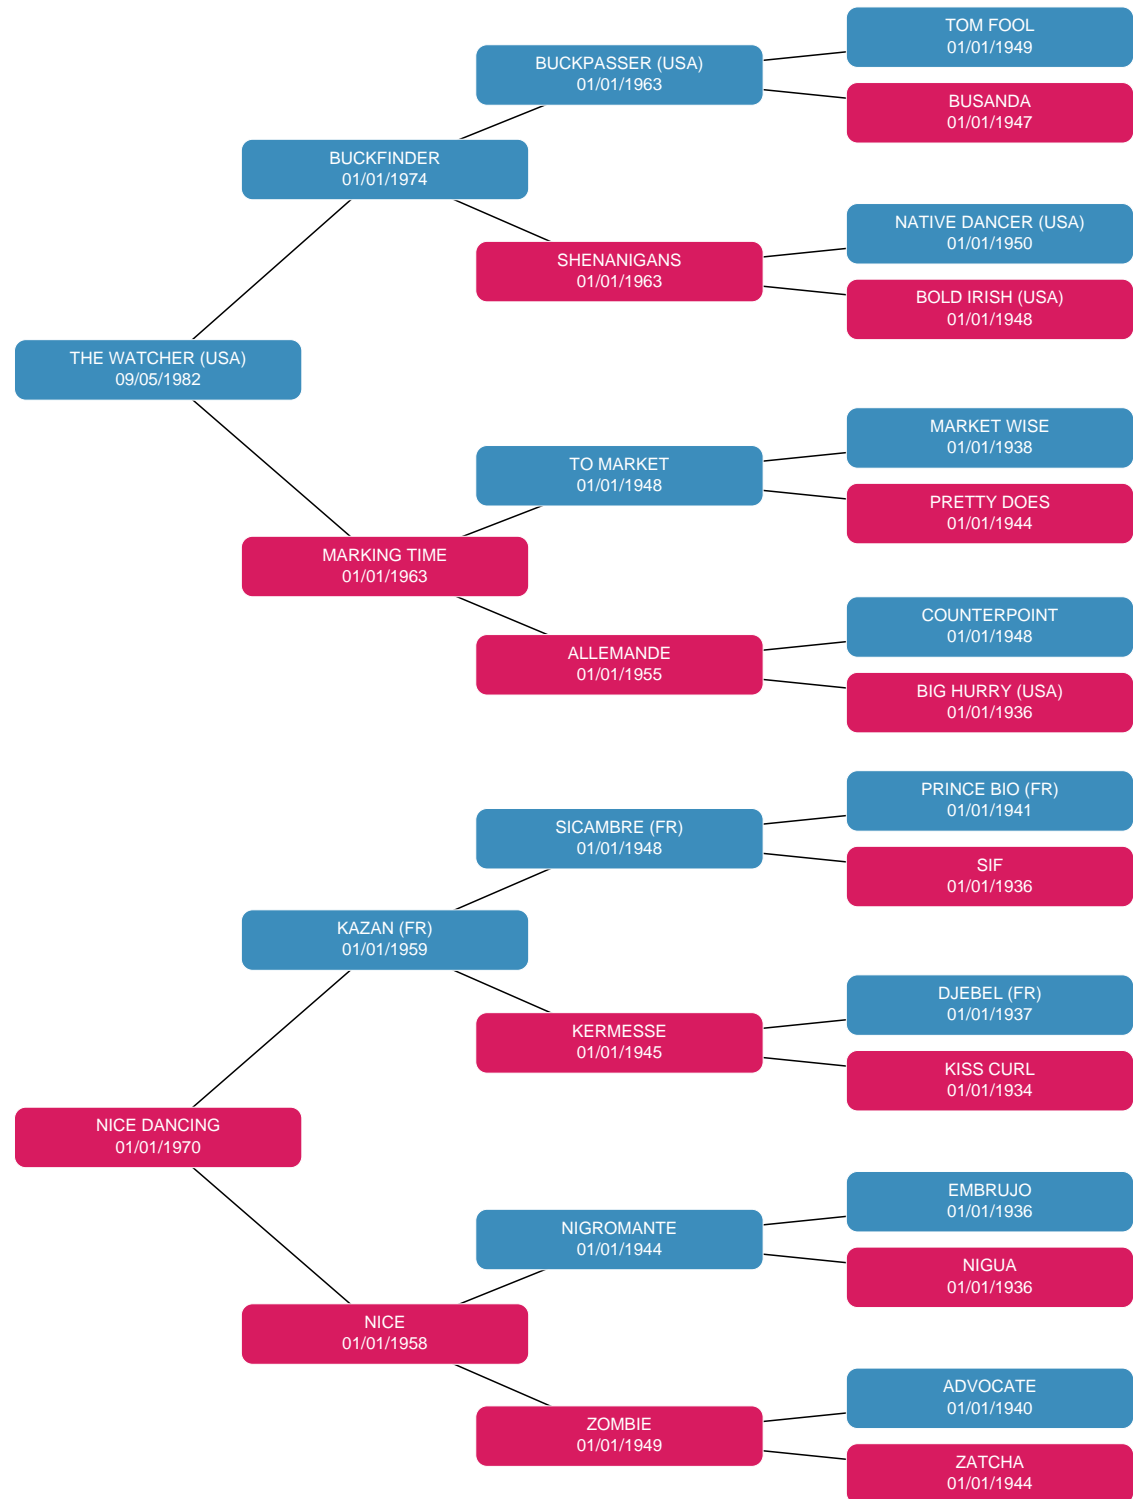 TOM FOOL
01/01/1949
BUCKPASSER (USA)
01/01/1963
BUSANDA
01/01/1947
BUCKFINDER
01/01/1974
NATIVE DANCER (USA)
01/01/1950
SHENANIGANS
01/01/1963
BOLD IRISH (USA)
01/01/1948
THE WATCHER (USA)
09/05/1982
MARKET WISE
01/01/1938
TO MARKET
01/01/1948
PRETTY DOES
01/01/1944
MARKING TIME
01/01/1963
COUNTERPOINT
01/01/1948
ALLEMANDE
01/01/1955
BIG HURRY (USA)
01/01/1936
PRINCE BIO (FR)
01/01/1941
SICAMBRE (FR)
01/01/1948
SIF
01/01/1936
KAZAN (FR)
01/01/1959
DJEBEL (FR)
01/01/1937
KERMESSE
01/01/1945
KISS CURL
01/01/1934
NICE DANCING
01/01/1970
EMBRUJO
01/01/1936
NIGROMANTE
01/01/1944
NIGUA
01/01/1936
NICE
01/01/1958
ADVOCATE
01/01/1940
ZOMBIE
01/01/1949
ZATCHA
01/01/1944